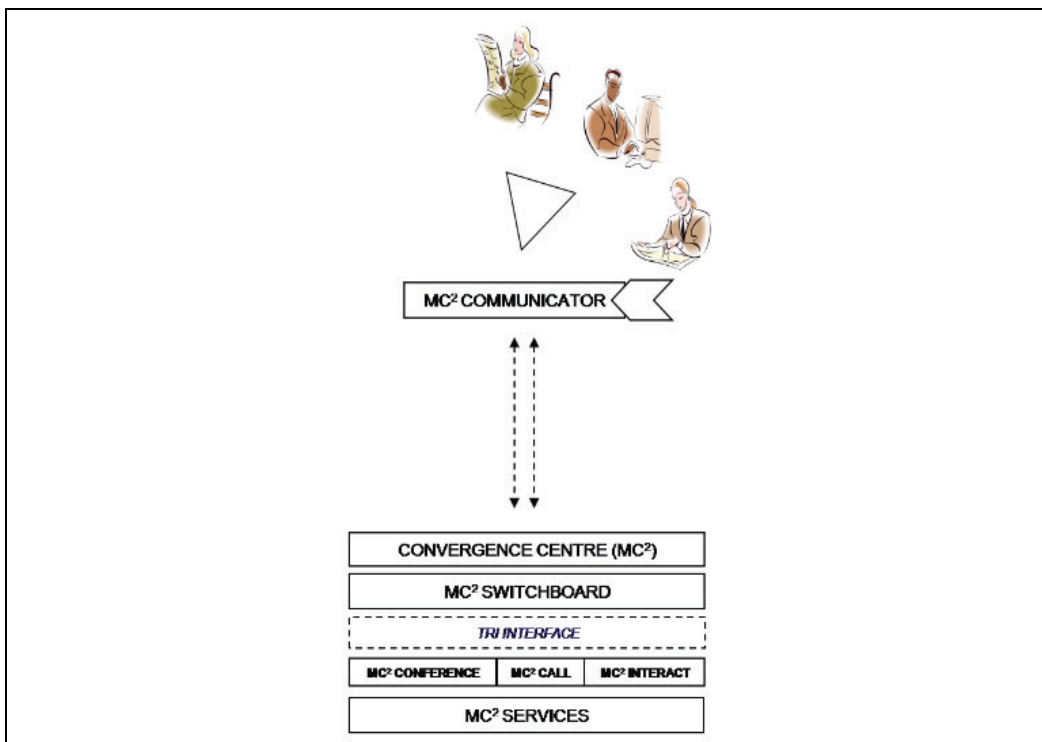 MC² COMMUNICATOR
CONVERGENCE CENTRE (MC²)
MC² SWITCHBOARD
TRI INTERFACE
MC² CONFERENCE MC² CALL MC² INTERACT
MC² SERVICES